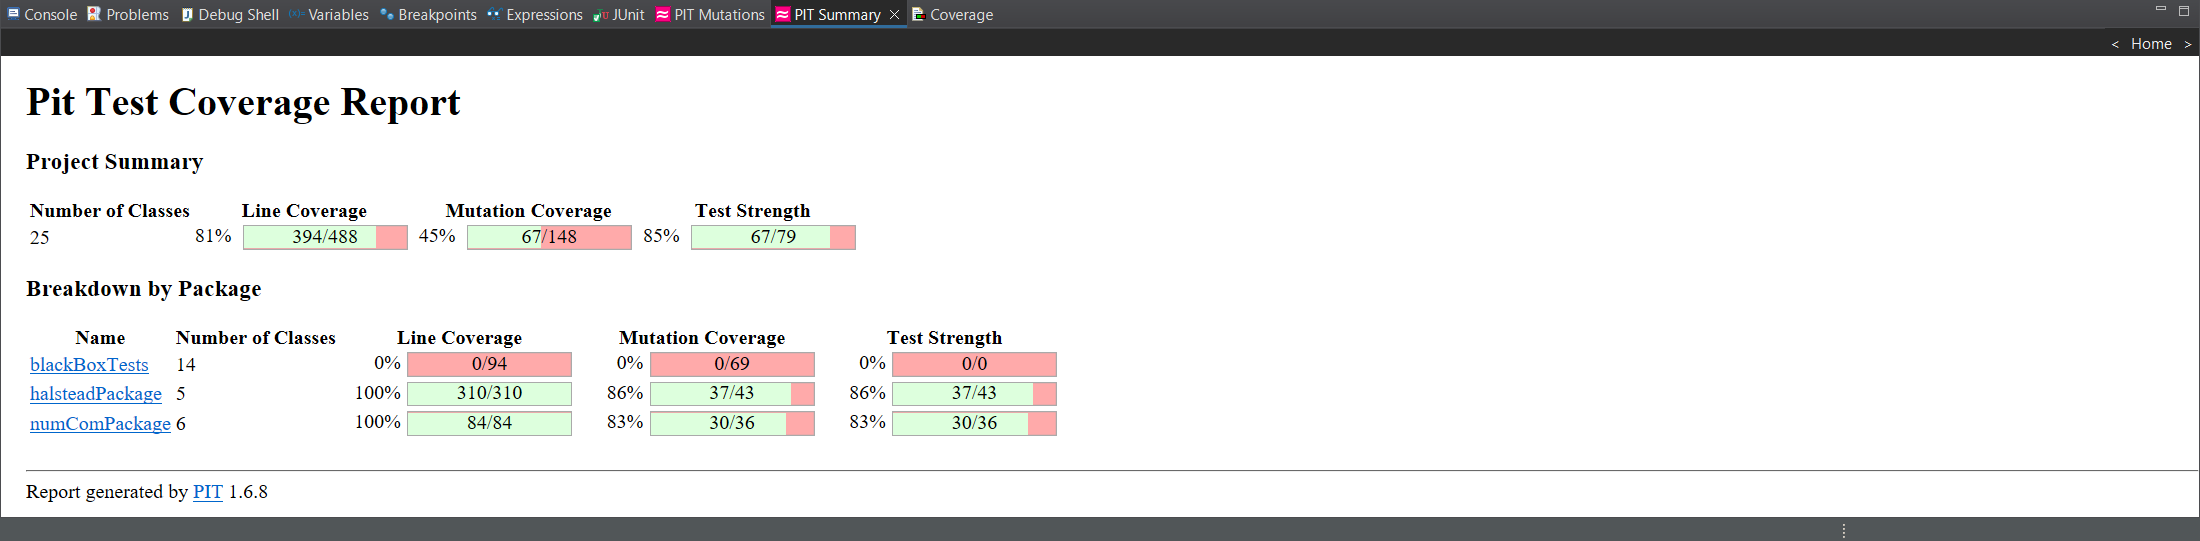 Console Problems Debug Shell Variables Breakpoints Expressions JUnit PIT Mutations PIT Summary Coverage
< Home >
Pit Test Coverage Report
Project Summary
Number of Classes Line Coverage Mutation Coverage Test Strength
25 81% 394/488 45% 67/148 85% 67/79
Breakdown by Package
Name Number of Classes Line Coverage Mutation Coverage Test Strength
blackBoxTests 14 0% 0/94 0% 0/69 0% 0/0
halsteadPackage 5 100% 310/310 86% 37/43 86% 37/43
numComPackage 6 100% 84/84 83% 30/36 83% 30/36
Report generated by PIT 1.6.8